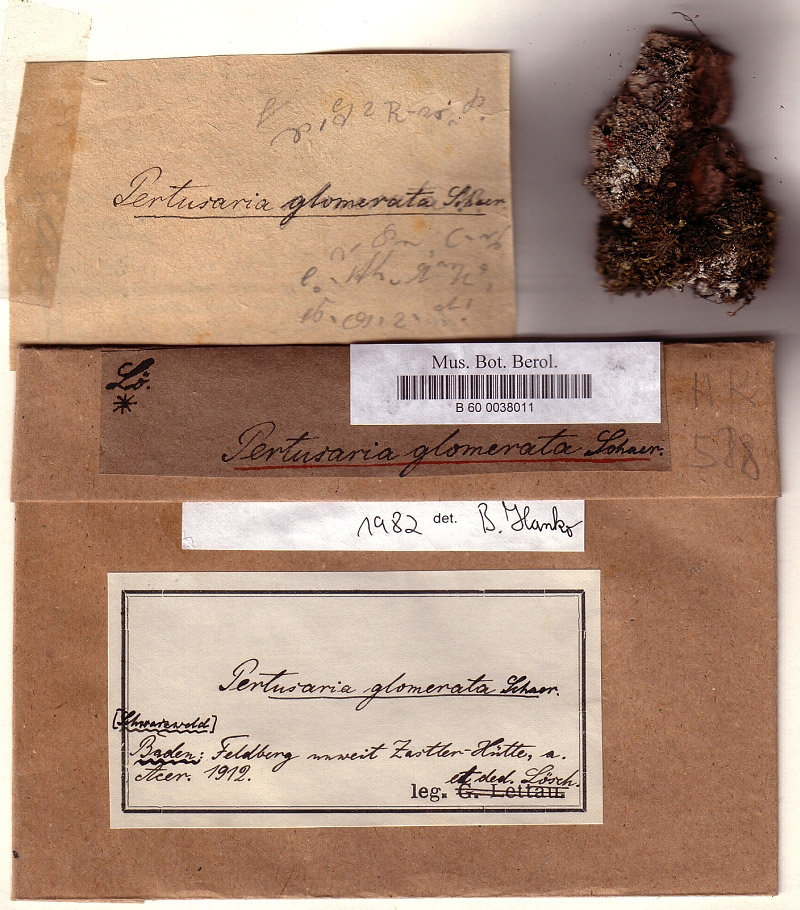 Pertusaria glomerata Schaer.
Lö.
Mus. Bot. Berol.
B 60 0038011
HK
588
Pertusaria glomerata Schaer.
1982 det. B. Hanko
Pertusaria glomerata Schaer.
[Schwarzwald]
Baden: Feldberg unweit Zastler-Hütte, a.
Acer. 1912.
et ded. Lösch.
leg. G. Lettau.